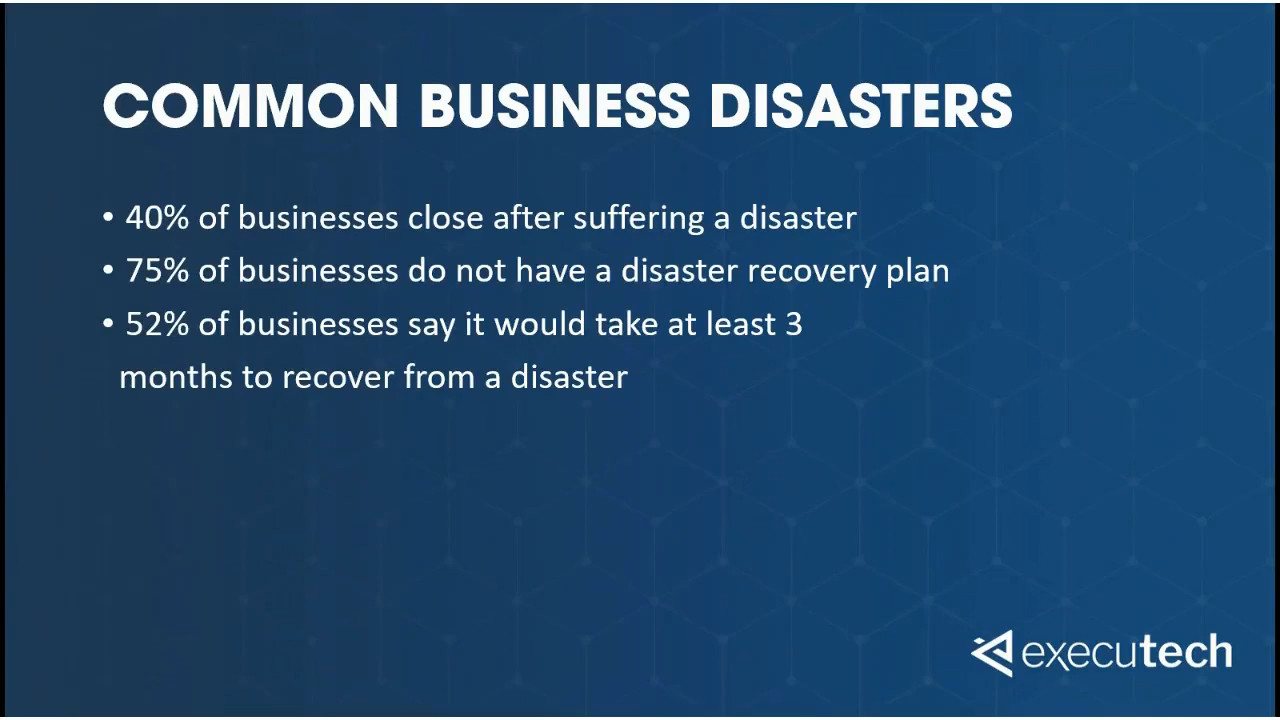 COMMON BUSINESS DISASTERS
• 40% of businesses close after suffering a disaster
• 75% of businesses do not have a disaster recovery plan
• 52% of businesses say it would take at least 3
months to recover from a disaster
executech